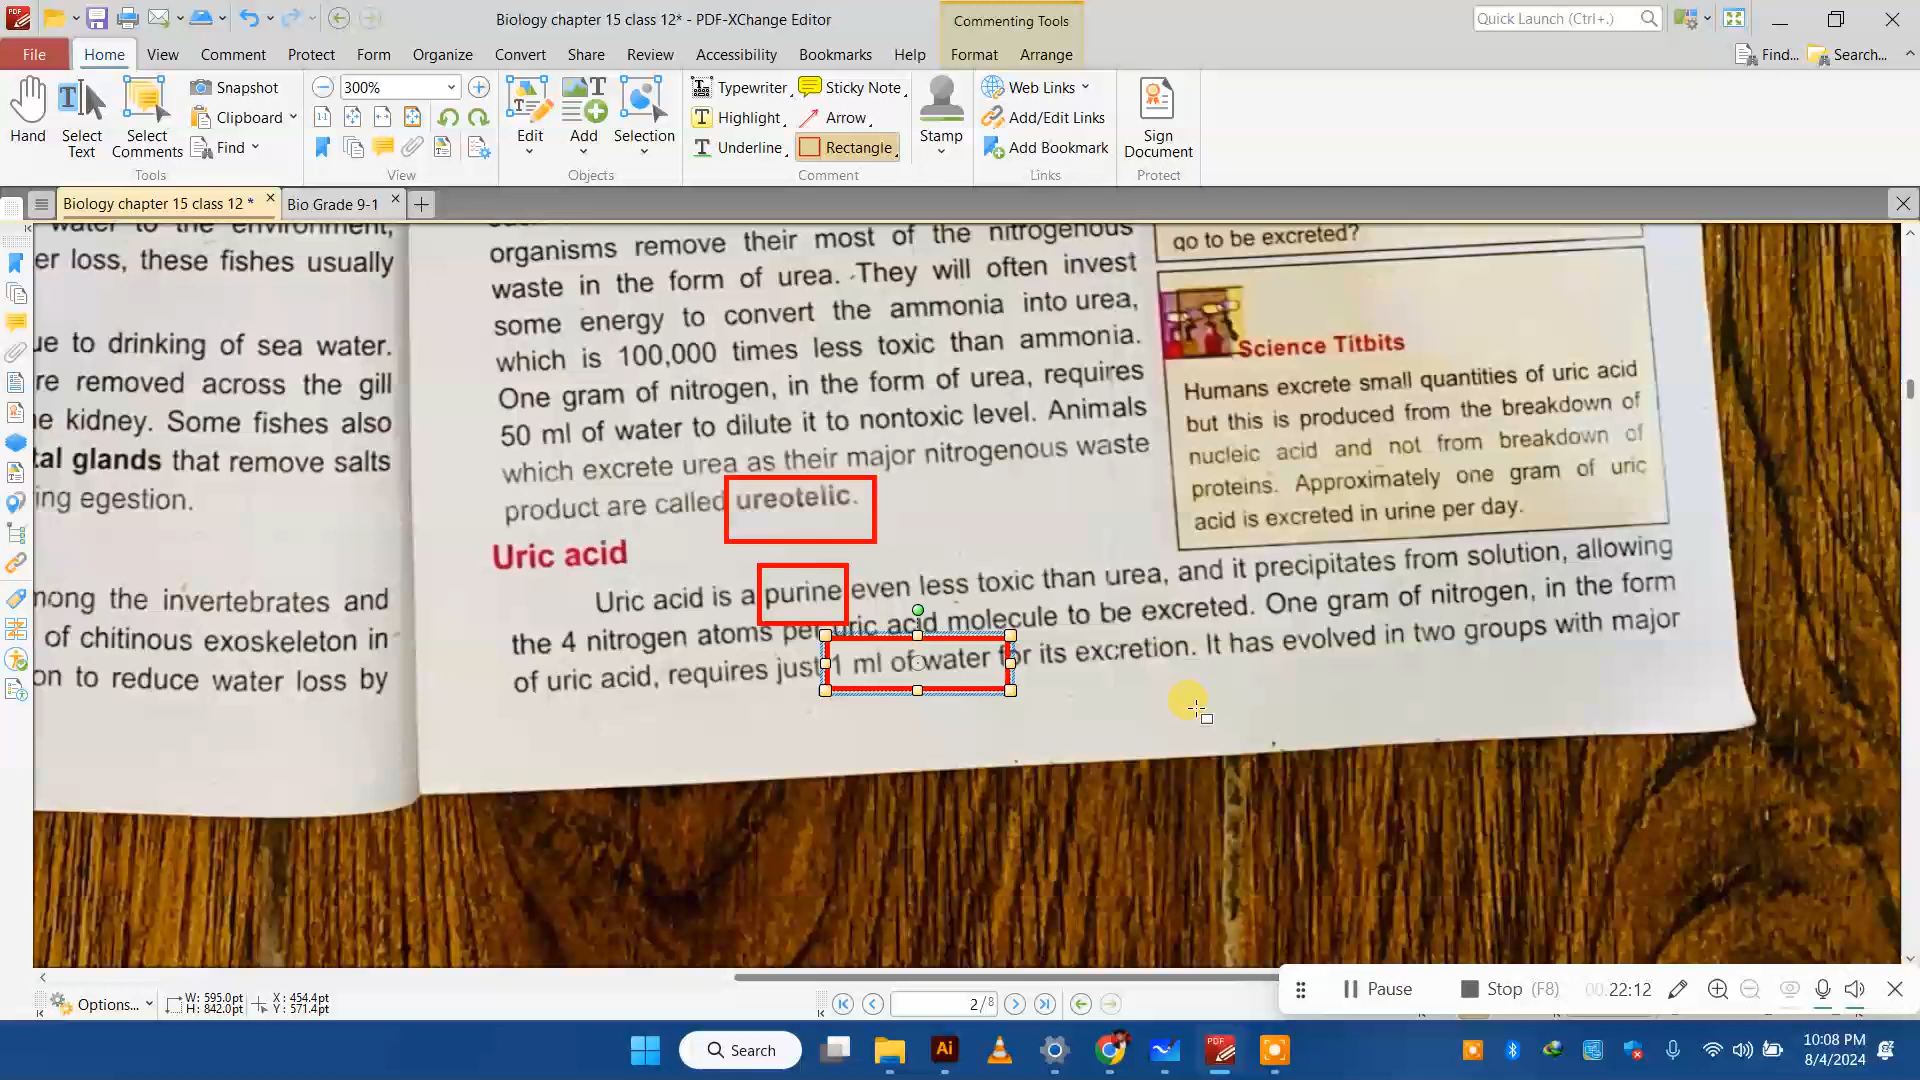 Biology chapter 15 class 12* - PDF-XChange Editor
Commenting Tools
Quick Launch (Ctrl+.)
File
Home
View
Comment
Protect
Form
Organize
Convert
Share
Review
Accessibility
Bookmarks
Help
Format
Arrange
Find...
Search...
Hand
Select Text
Select Comments
Snapshot
Clipboard
Find
Tools
300%
View
Edit
Add
Selection
Objects
Typewriter
Sticky Note
Highlight
Arrow
Underline
Rectangle
Stamp
Comment
Web Links
Add/Edit Links
Add Bookmark
Links
Sign Document
Protect
Biology chapter 15 class 12 *
Bio Grade 9-1
water to the environment,
er loss, these fishes usually
ue to drinking of sea water.
re removed across the gill
e kidney. Some fishes also
tal glands that remove salts
ing egestion.
mong the invertebrates and
of chitinous exoskeleton in
on to reduce water loss by
organisms remove their most of the nitrogenous
waste in the form of urea. They will often invest
some energy to convert the ammonia into urea,
which is 100,000 times less toxic than ammonia.
One gram of nitrogen, in the form of urea, requires
50 ml of water to dilute it to nontoxic level. Animals
which excrete urea as their major nitrogenous waste
product are called ureotelic.
go to be excreted?
Science Titbits
Humans excrete small quantities of uric acid
but this is produced from the breakdown of
nucleic acid and not from breakdown of
proteins. Approximately one gram of uric
acid is excreted in urine per day.
Uric acid
Uric acid is a purine even less toxic than urea, and it precipitates from solution, allowing
the 4 nitrogen atoms per uric acid molecule to be excreted. One gram of nitrogen, in the form
of uric acid, requires just 1 ml of water for its excretion. It has evolved in two groups with major
Options...
W: 595.0pt
H: 842.0pt
X: 454.4pt
Y: 571.4pt
2 / 8
Pause
Stop (F8)
00:22:12
Search
10:08 PM
8/4/2024